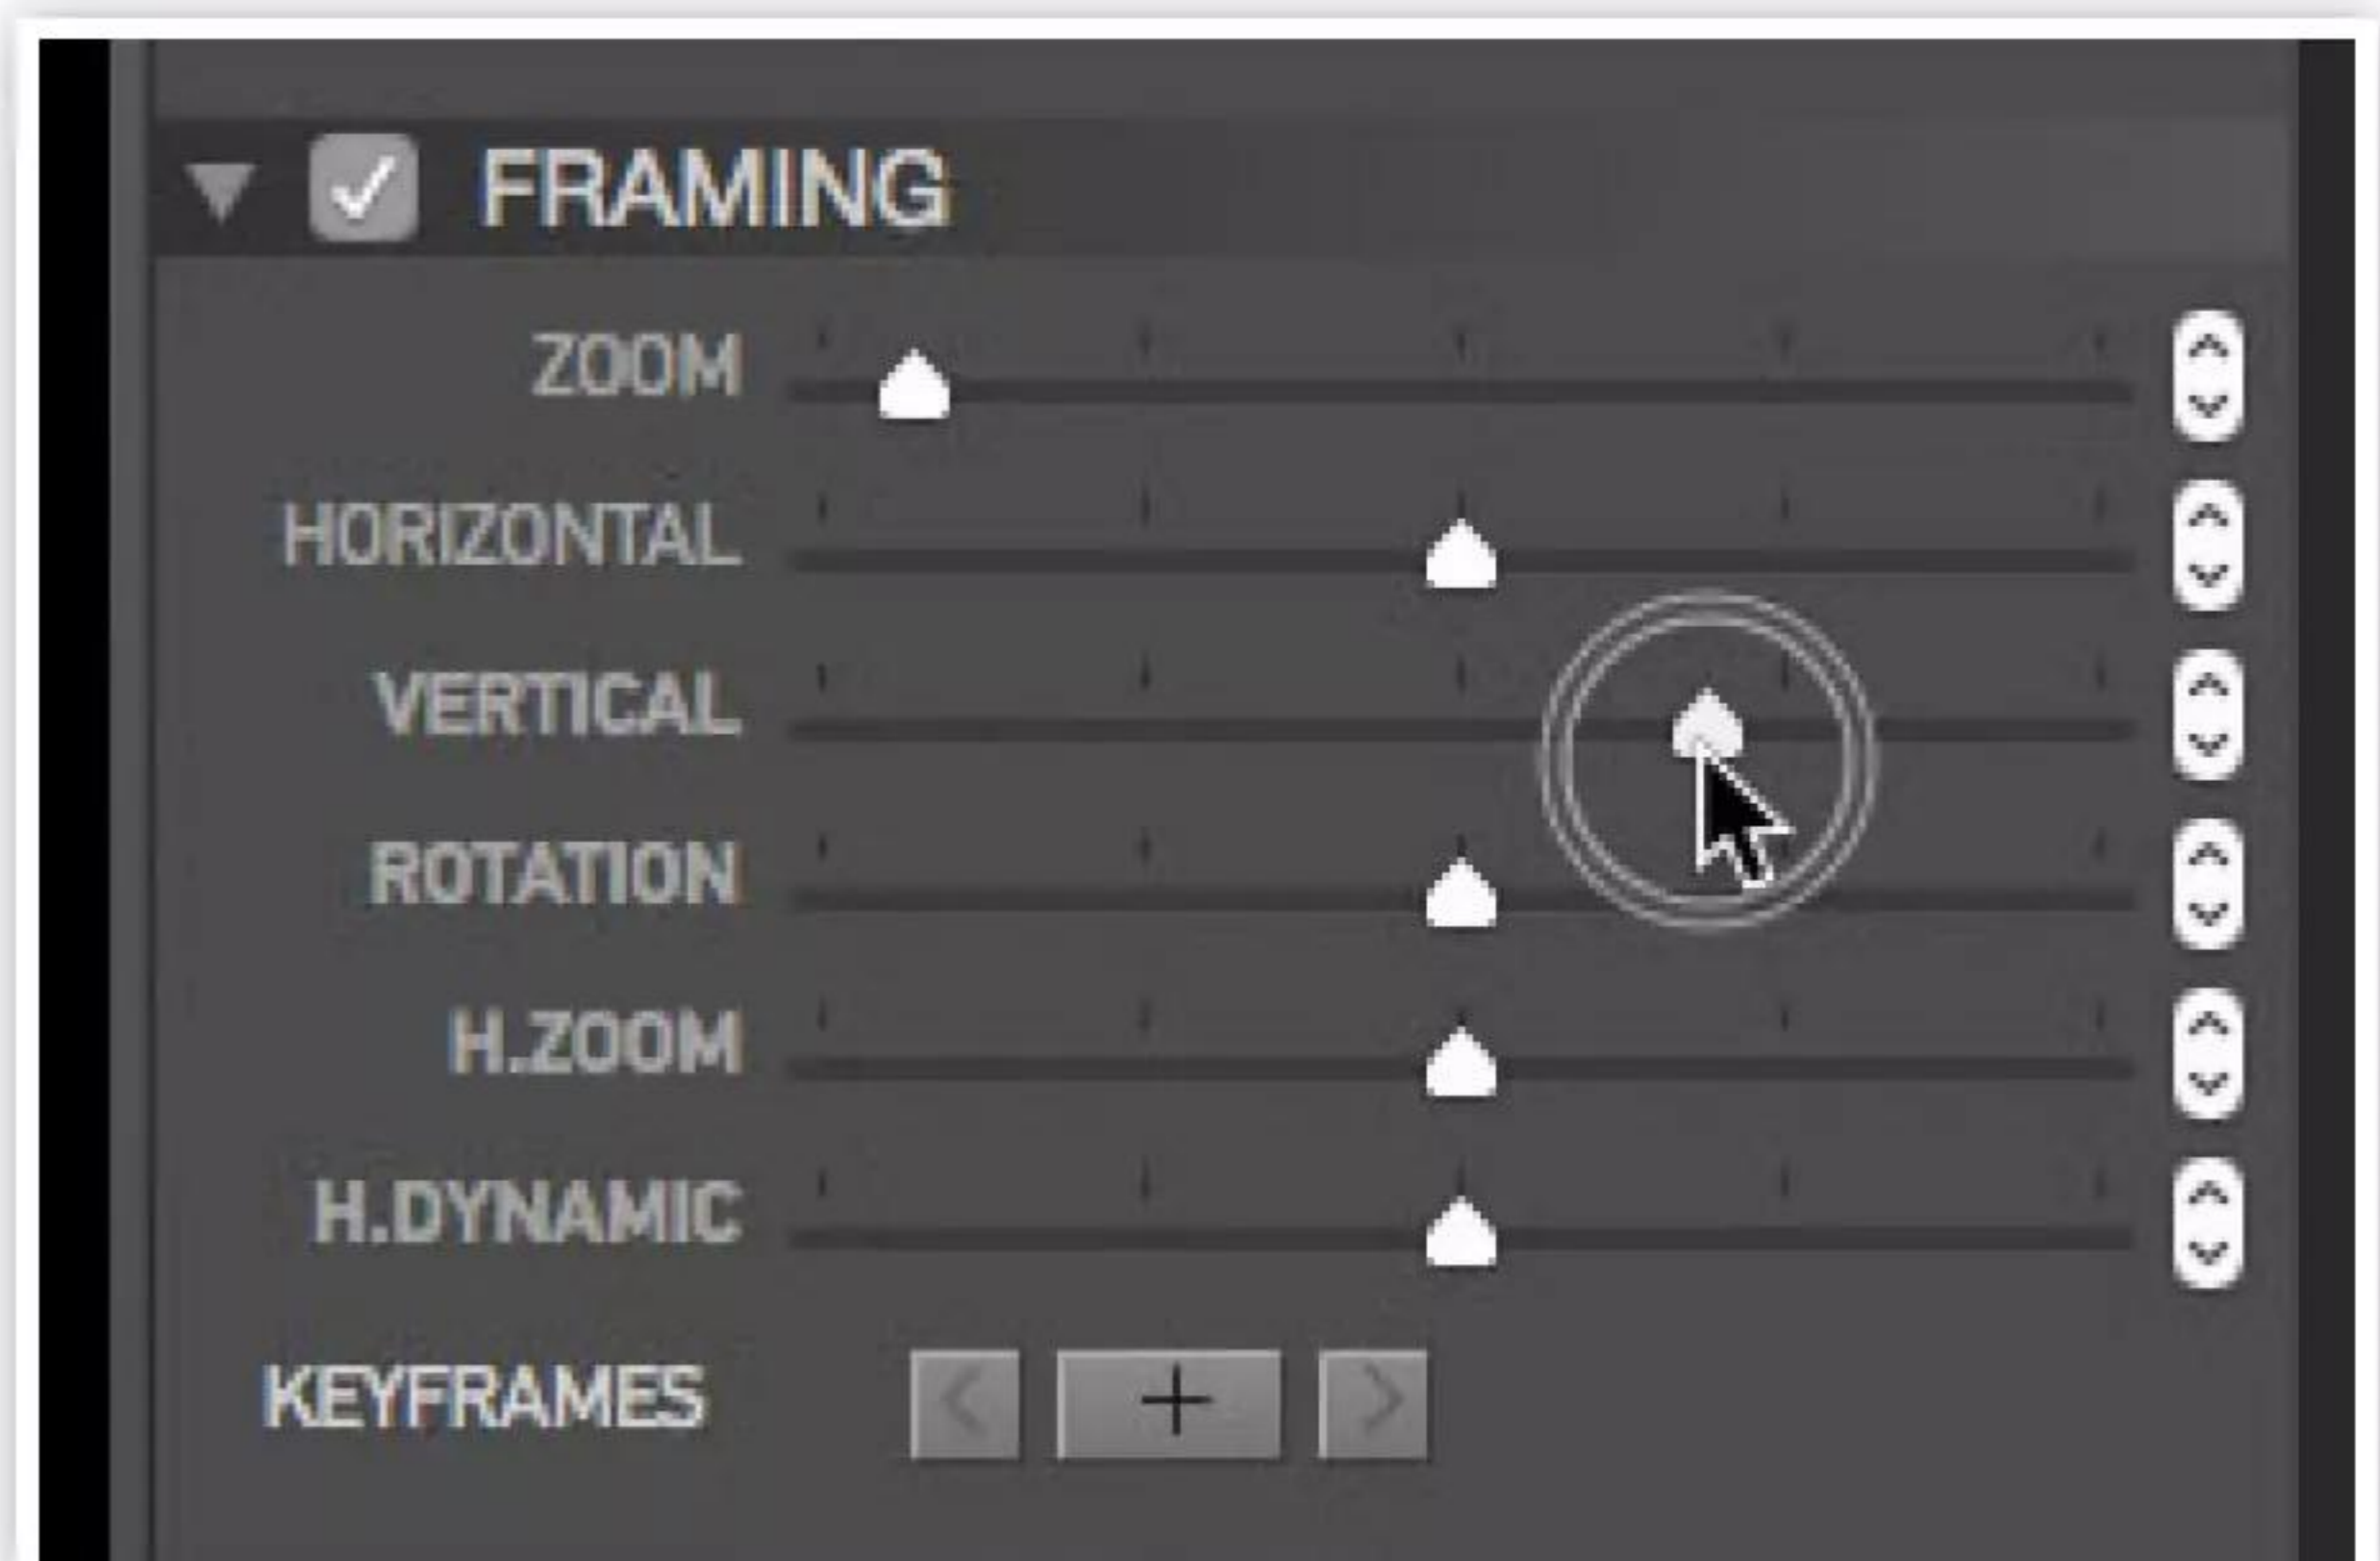 FRAMING
ZOOM
HORIZONTAL
VERTICAL
ROTATION
H.ZOOM
H.DYNAMIC
KEYFRAMES < + >